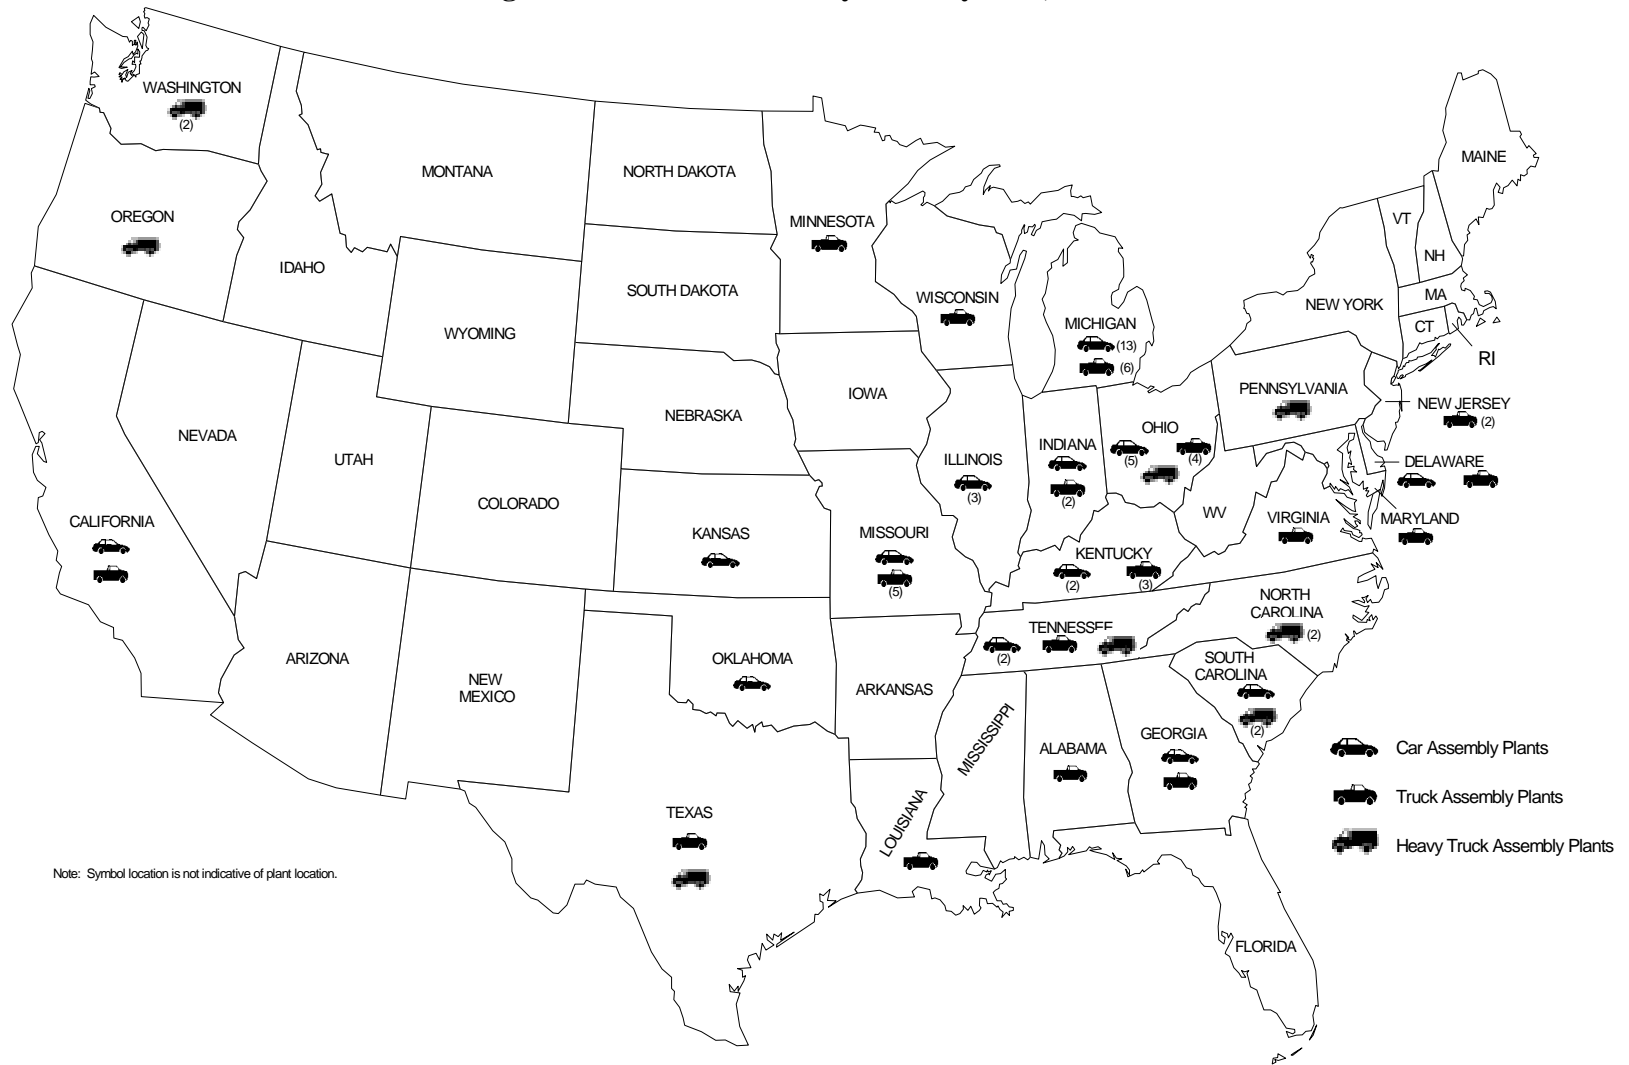 WASHINGTON
(2)
MAINE
MONTANA
NORTH DAKOTA
OREGON
MINNESOTA
VT
NH
IDAHO
SOUTH DAKOTA
WISCONSIN
MA
NEW YORK
MICHIGAN
(13)
(6)
CT
RI
WYOMING
IOWA
PENNSYLVANIA
NEW JERSEY
(2)
NEBRASKA
NEVADA
UTAH
ILLINOIS
(3)
INDIANA
(2)
OHIO
(5)
(4)
DELAWARE
COLORADO
CALIFORNIA
KANSAS
MISSOURI
(5)
WV
VIRGINIA
MARYLAND
KENTUCKY
(2)
(3)
NORTH
CAROLINA
(2)
TENNESSEE
(2)
ARIZONA
NEW
MEXICO
OKLAHOMA
ARKANSAS
SOUTH
CAROLINA
(2)
MISSISSIPPI
ALABAMA
GEORGIA
TEXAS
LOUISIANA
FLORIDA
Car Assembly Plants
Truck Assembly Plants
Heavy Truck Assembly Plants
Note: Symbol location is not indicative of plant location.